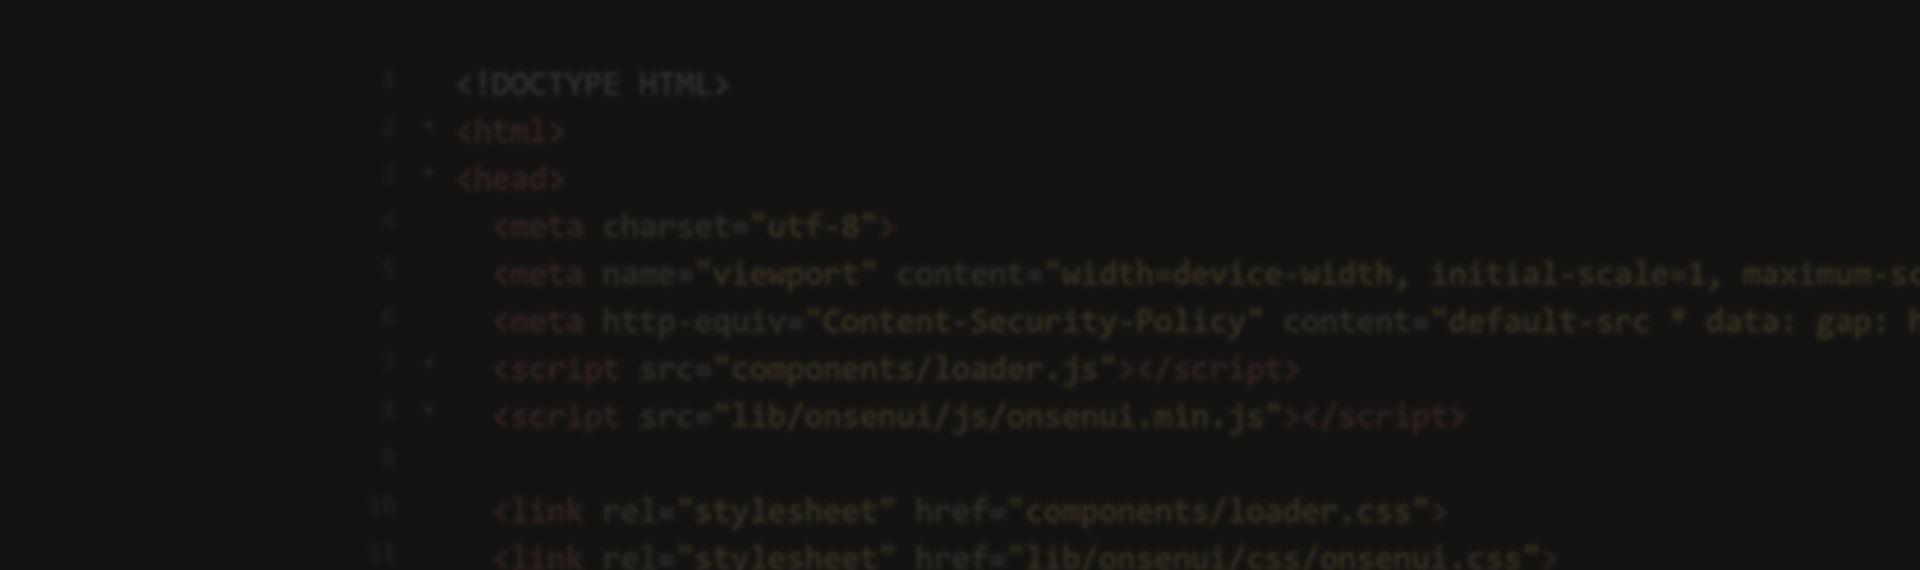 1 <!DOCTYPE HTML>
2 <html>
3 <head>
4 <meta charset="utf-8">
5 <meta name="viewport" content="width=device-width, initial-scale=1, maximum-sc
6 <meta http-equiv="Content-Security-Policy" content="default-src * data: gap: h
7 <script src="components/loader.js"></script>
8 <script src="lib/onsenui/js/onsenui.min.js"></script>
9
10 <link rel="stylesheet" href="components/loader.css">
11 <link rel="stylesheet" href="lib/onsenui/css/onsenui.css">